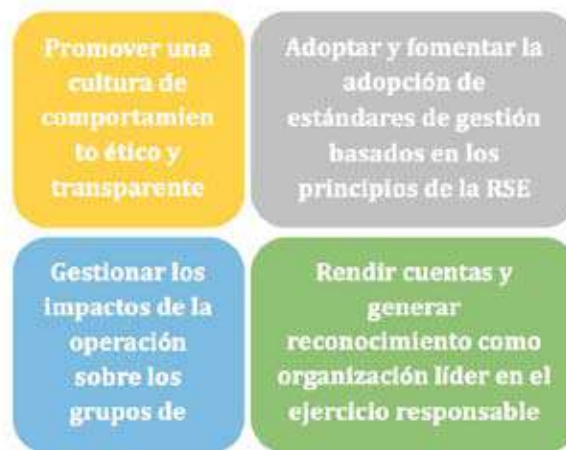 Promover una
cultura de
comportamien
to ético y
transparente
Adoptar y fomentar la
adopción de
estándares de gestión
basados en los
principios de la RSE
Gestionar los
impactos de la
operación
sobre los
grupos de
Rendir cuentas y
generar
reconocimiento como
organización líder en el
ejercicio responsable